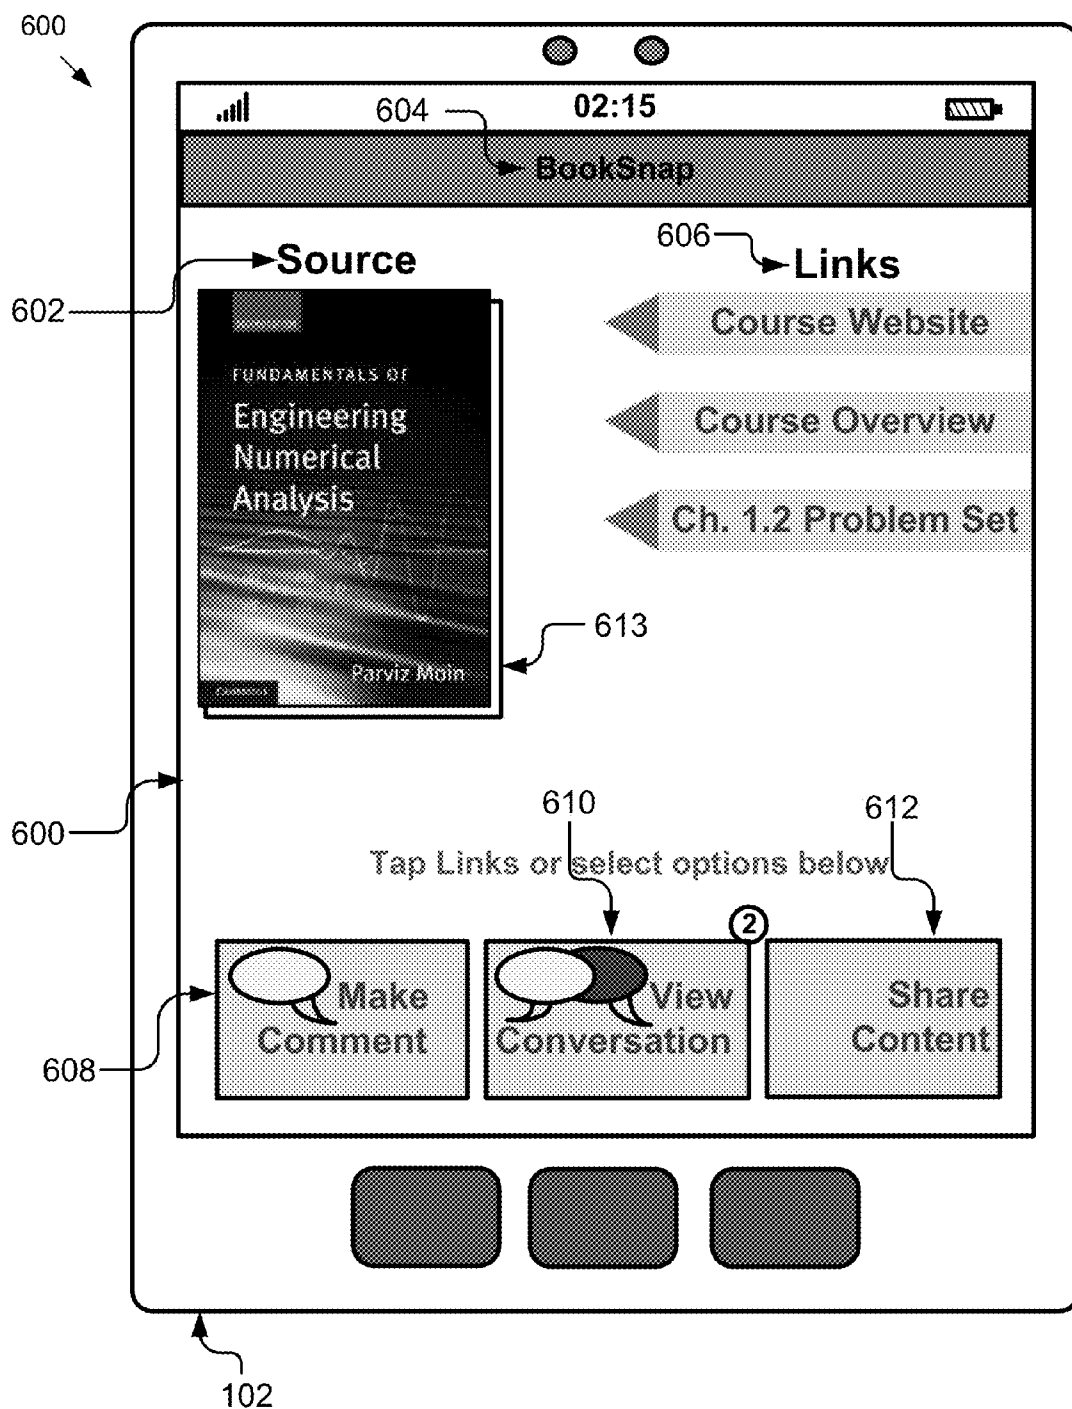 600
604
02:15
BookSnap
606
Source
Links
602
Course Website
FUNDAMENTALS OF
Engineering
Numerical
Analysis
Course Overview
Ch. 1.2 Problem Set
613
Parviz Moin
600
610
612
Tap Links or select options below
2
Make
Comment
View
Conversation
Share
Content
608
102